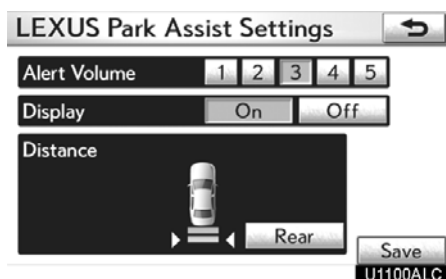 LEXUS Park Assist Settings
Alert Volume 1 2 3 4 5
Display On Off
Distance
Rear
Save
U1100ALC